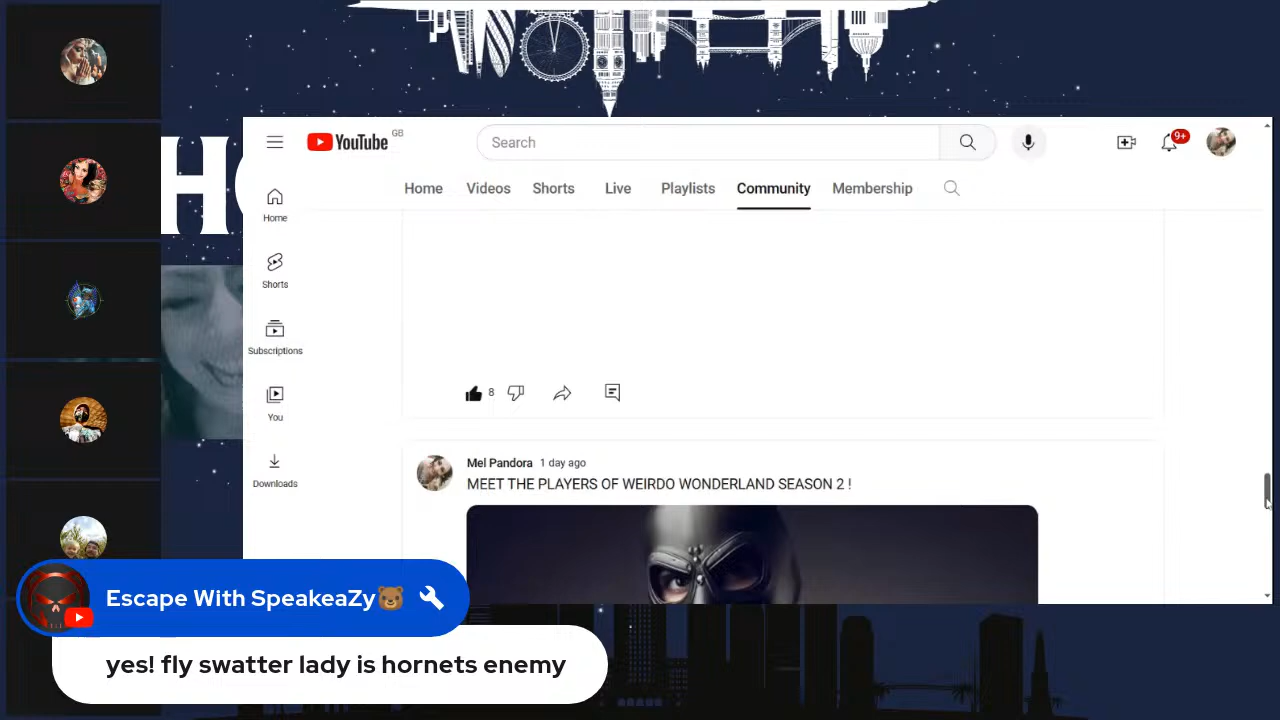 H
YouTube GB
Search
9+
Home Videos Shorts Live Playlists Community Membership
Home
Shorts
Subscriptions
You
Downloads
8
Mel Pandora 1 day ago
MEET THE PLAYERS OF WEIRDO WONDERLAND SEASON 2 !
Escape With SpeakeaZy🐻
yes! fly swatter lady is hornets enemy